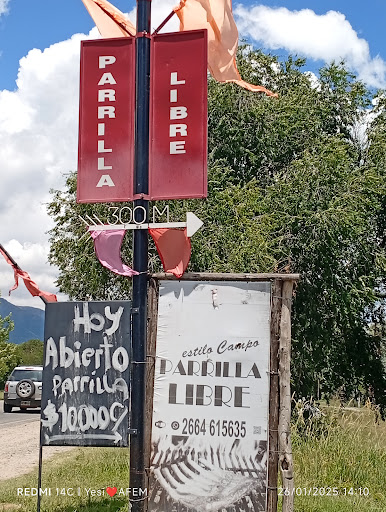 PARRILLA
LIBRE
300 M
Hoy
Abierto
Parrilla
$10000
estilo Campo
PARRILLA
LIBRE
2664 615635
REDMI 14C | Yesi❤️AFEM
26/01/2025 14:10